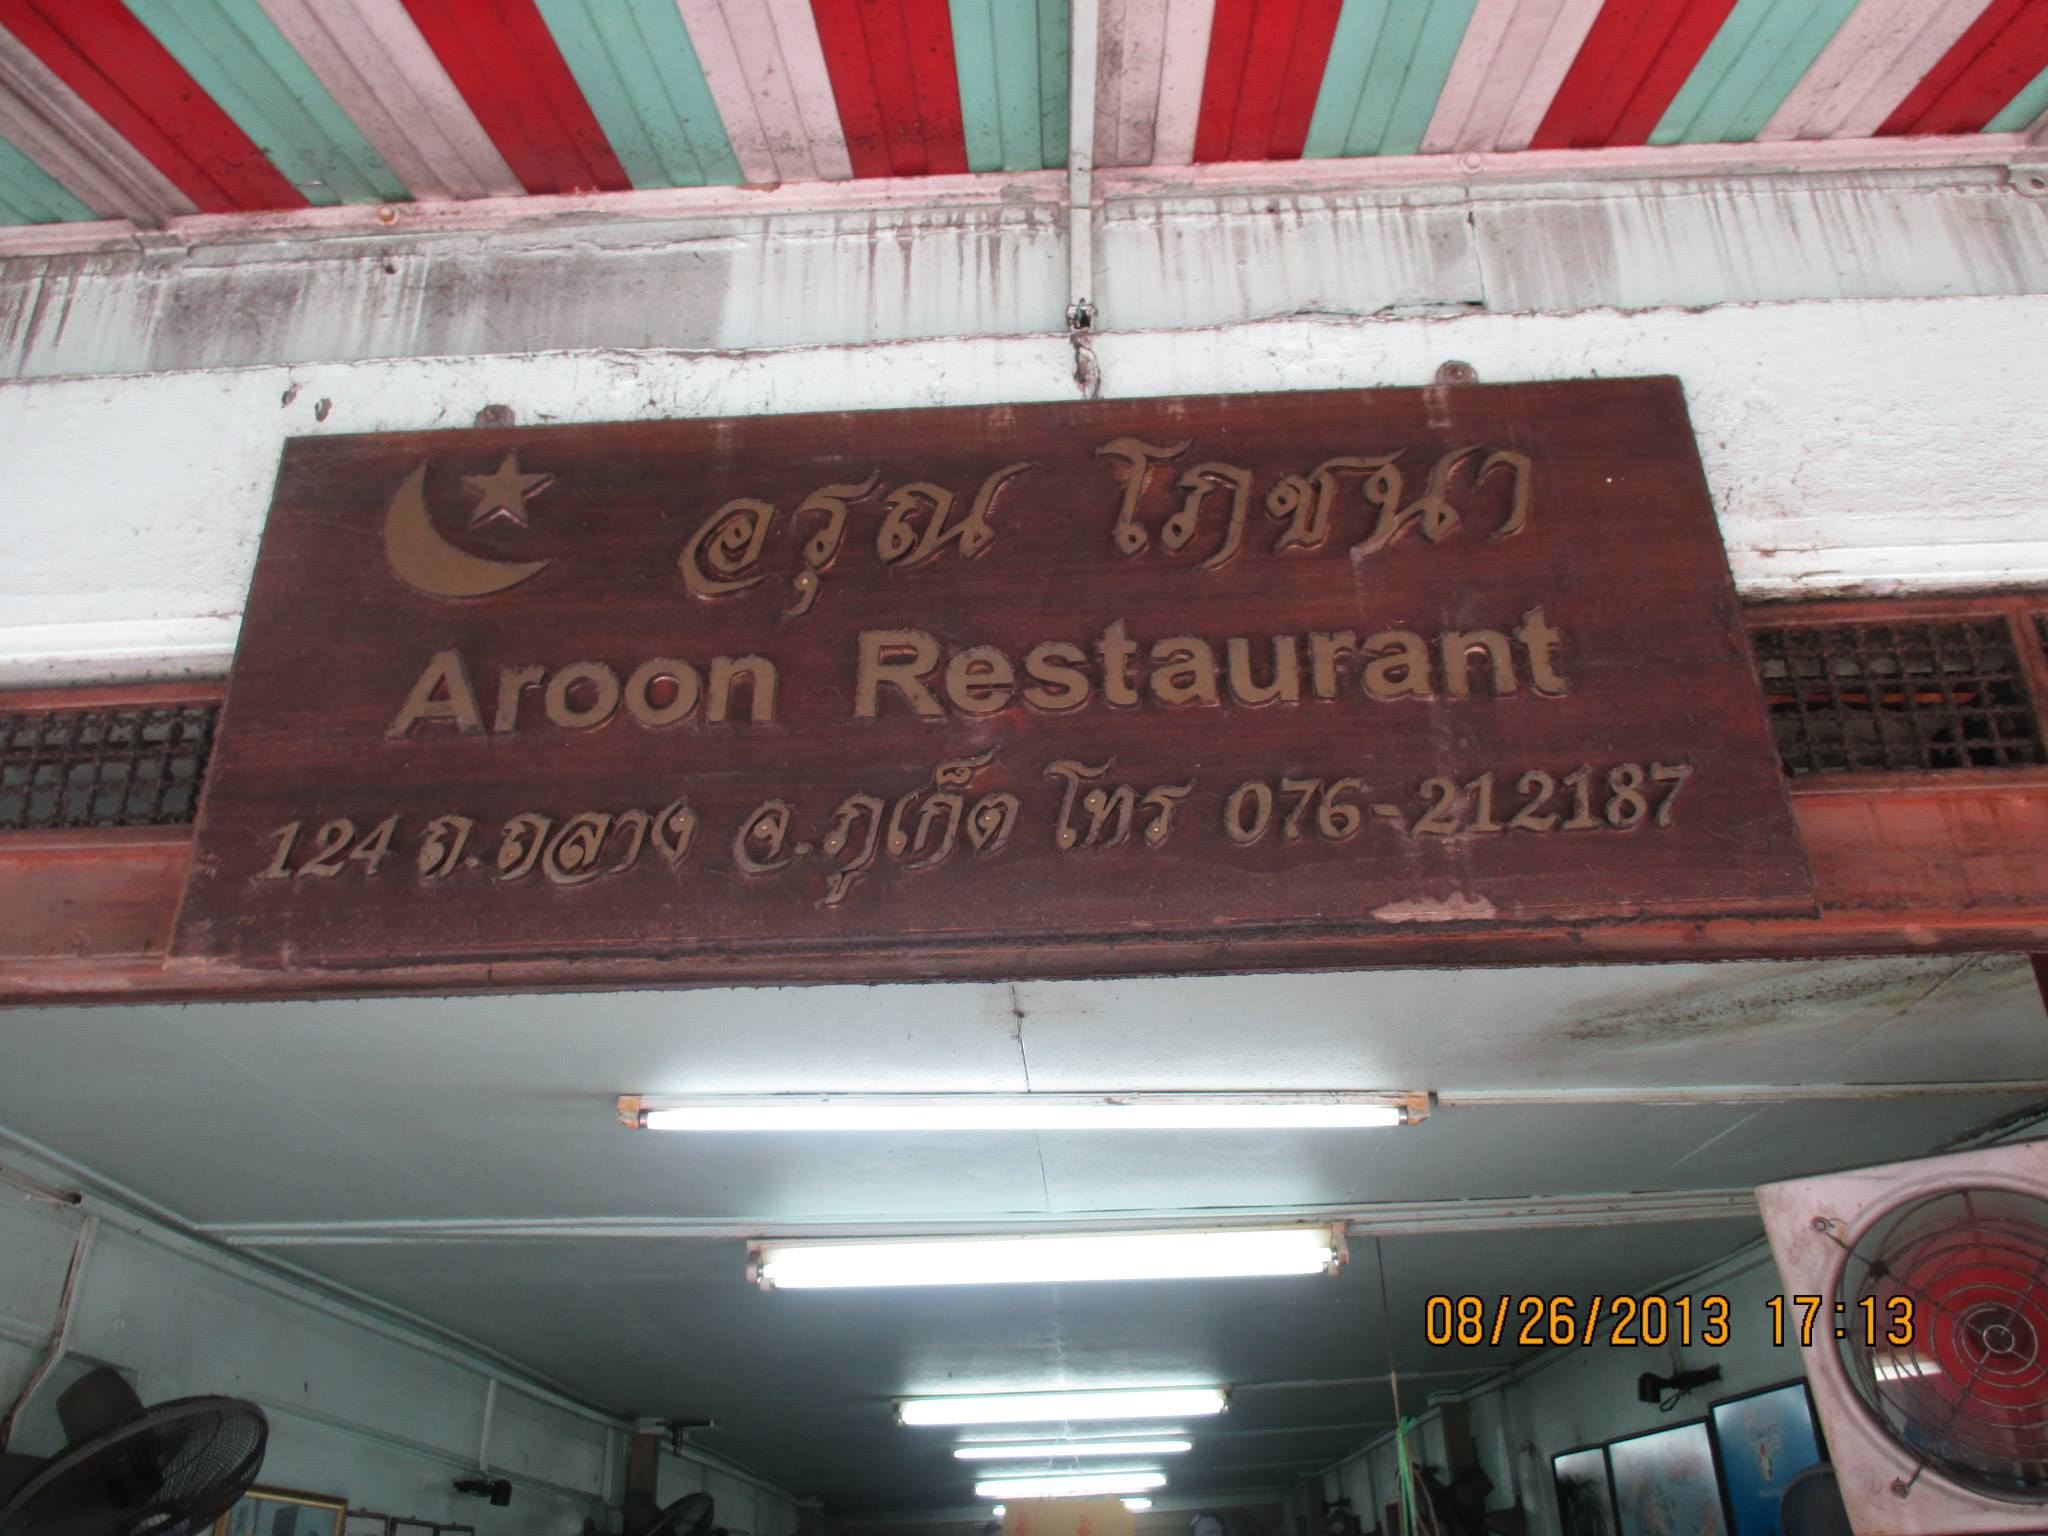 อรุณ โภชนา
Aroon Restaurant
124 ถ.ถลาง จ.ภูเก็ต โทร 076-212187
08/26/2013 17:13